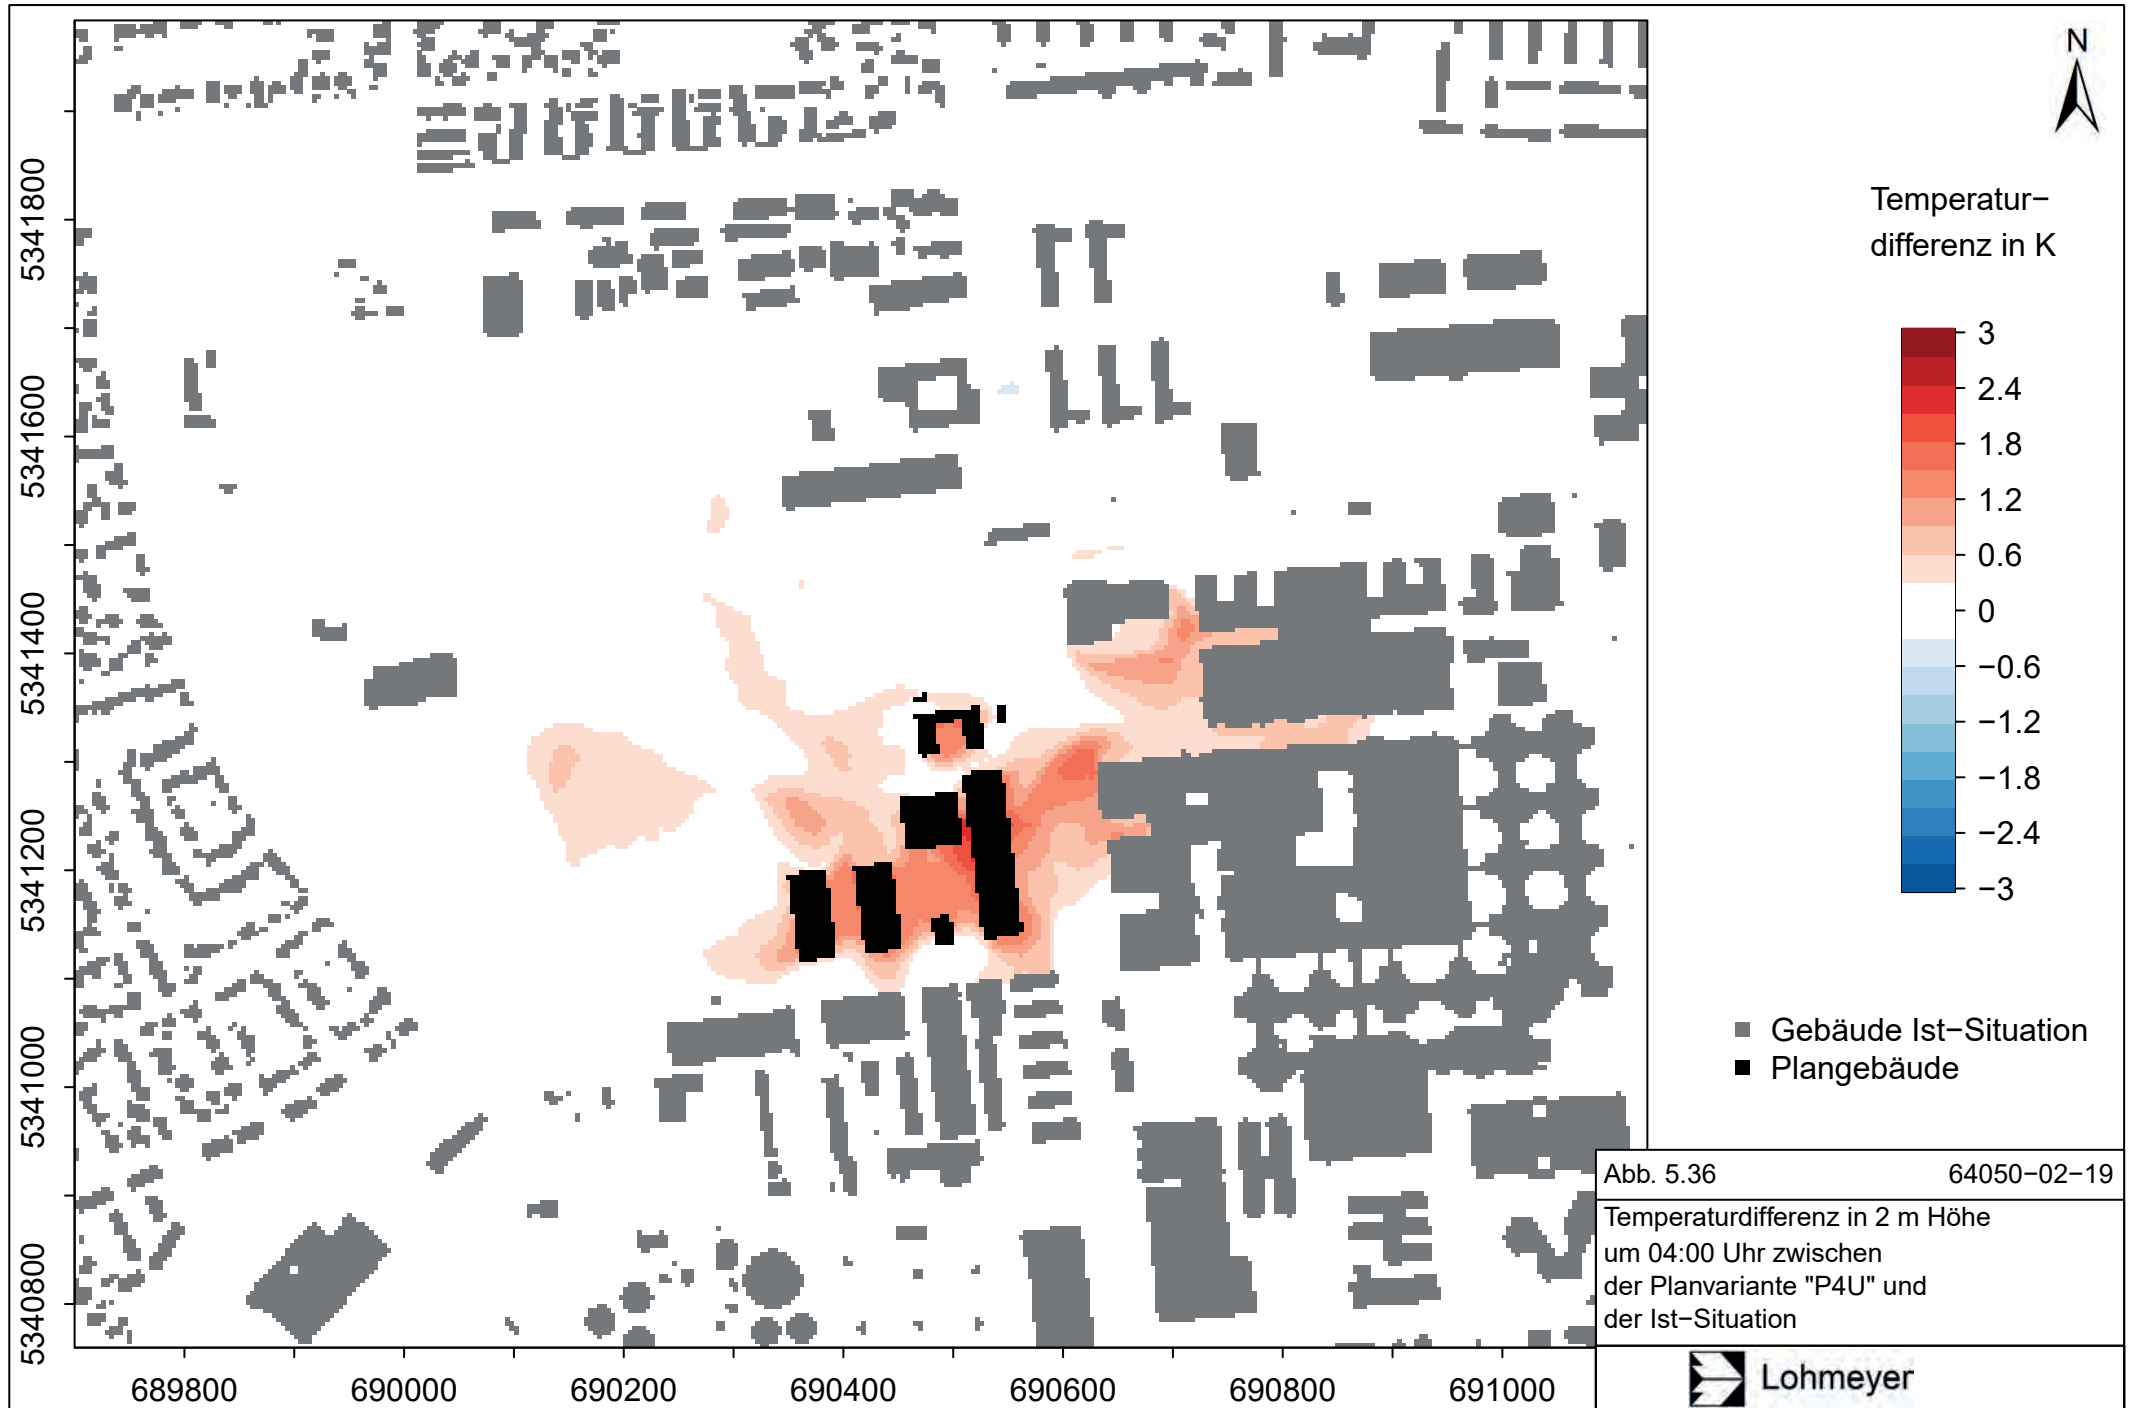 N
Temperatur−
differenz in K
3
2.4
1.8
1.2
0.6
0
−0.6
−1.2
−1.8
−2.4
−3
Gebäude Ist−Situation
Plangebäude
5341800
5341600
5341400
5341200
5341000
5340800
689800
690000
690200
690400
690600
690800
691000
Abb. 5.36 64050−02−19
Temperaturdifferenz in 2 m Höhe
um 04:00 Uhr zwischen
der Planvariante "P4U" und
der Ist−Situation
Lohmeyer